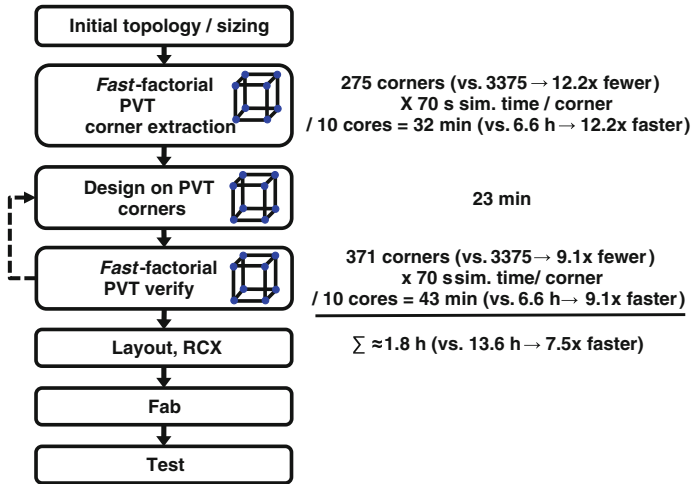 Initial topology / sizing
Fast-factorial
PVT
corner extraction
275 corners (vs. 3375 → 12.2x fewer)
X 70 s sim. time / corner
/ 10 cores = 32 min (vs. 6.6 h → 12.2x faster)
Design on PVT
corners
23 min
Fast-factorial
PVT verify
371 corners (vs. 3375 → 9.1x fewer)
x 70 s sim. time/ corner
/ 10 cores = 43 min (vs. 6.6 h → 9.1x faster)
Layout, RCX
∑ ≈1.8 h (vs. 13.6 h → 7.5x faster)
Fab
Test